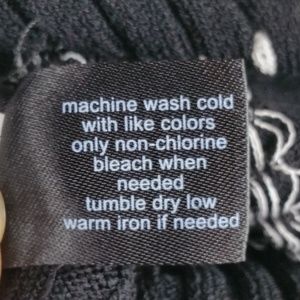 machine wash cold
with like colors
only non-chlorine
bleach when
needed
tumble dry low
warm iron if needed